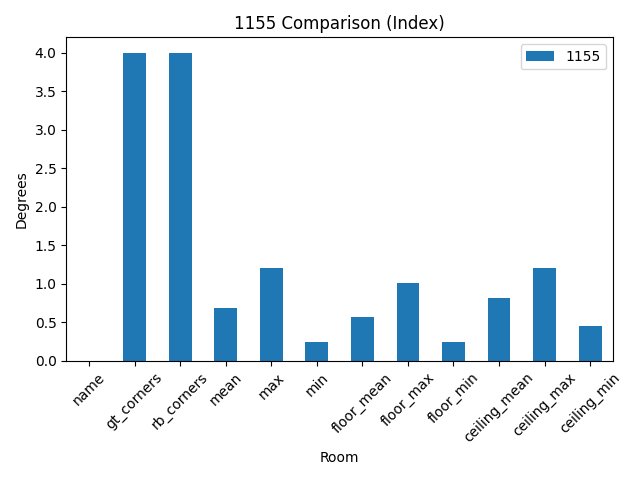 1155 Comparison (Index)
1155
Degrees
4.0
3.5
3.0
2.5
2.0
1.5
1.0
0.5
0.0
name
gt_corners
rb_corners
mean
max
min
floor_mean
floor_max
floor_min
ceiling_mean
ceiling_max
ceiling_min
Room